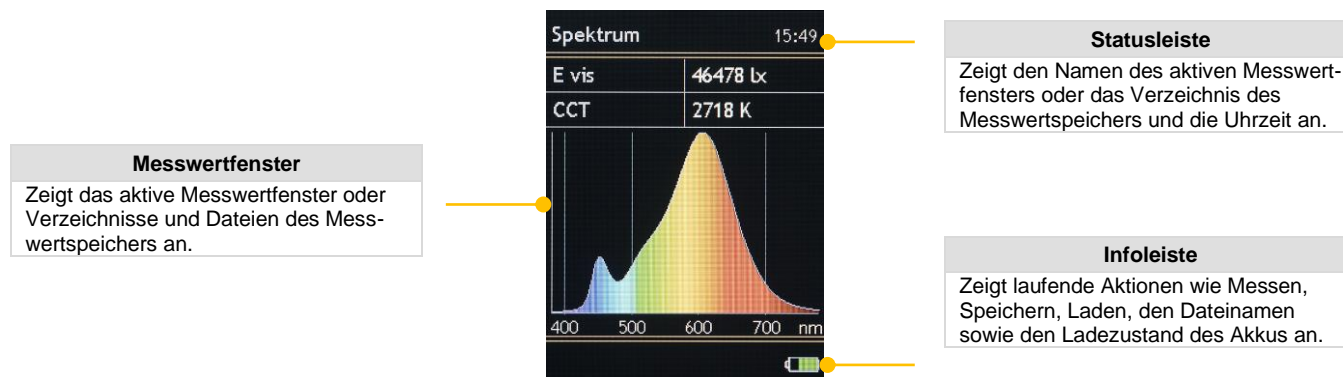 Messwertfenster
Zeigt das aktive Messwertfenster oder
Verzeichnisse und Dateien des Mess-
wertspeichers an.
Spektrum 15:49
E vis 46478 lx
CCT 2718 K
400 500 600 700 nm
Statusleiste
Zeigt den Namen des aktiven Messwert-
fensters oder das Verzeichnis des
Messwertspeichers und die Uhrzeit an.
Infoleiste
Zeigt laufende Aktionen wie Messen,
Speichern, Laden, den Dateinamen
sowie den Ladezustand des Akkus an.